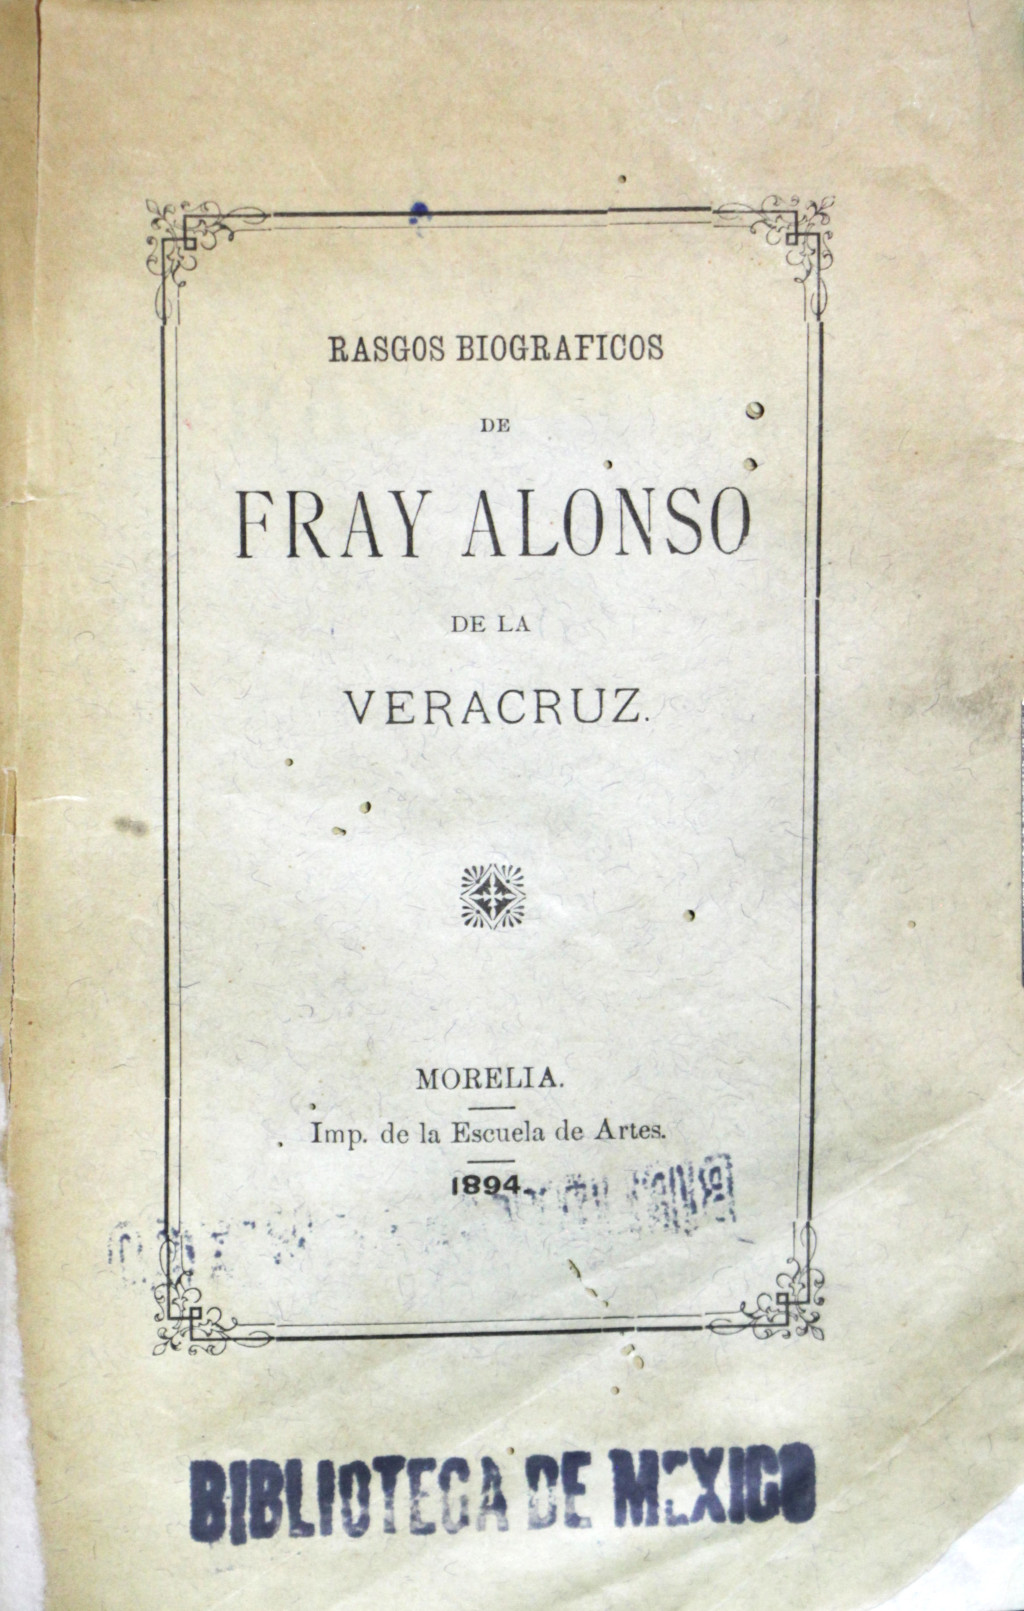 RASGOS BIOGRAFICOS
DE
FRAY ALONSO
DE LA
VERACRUZ.
MORELIA.
Imp. de la Escuela de Artes.
1894.
BIBLIOTECA DE MEXICO